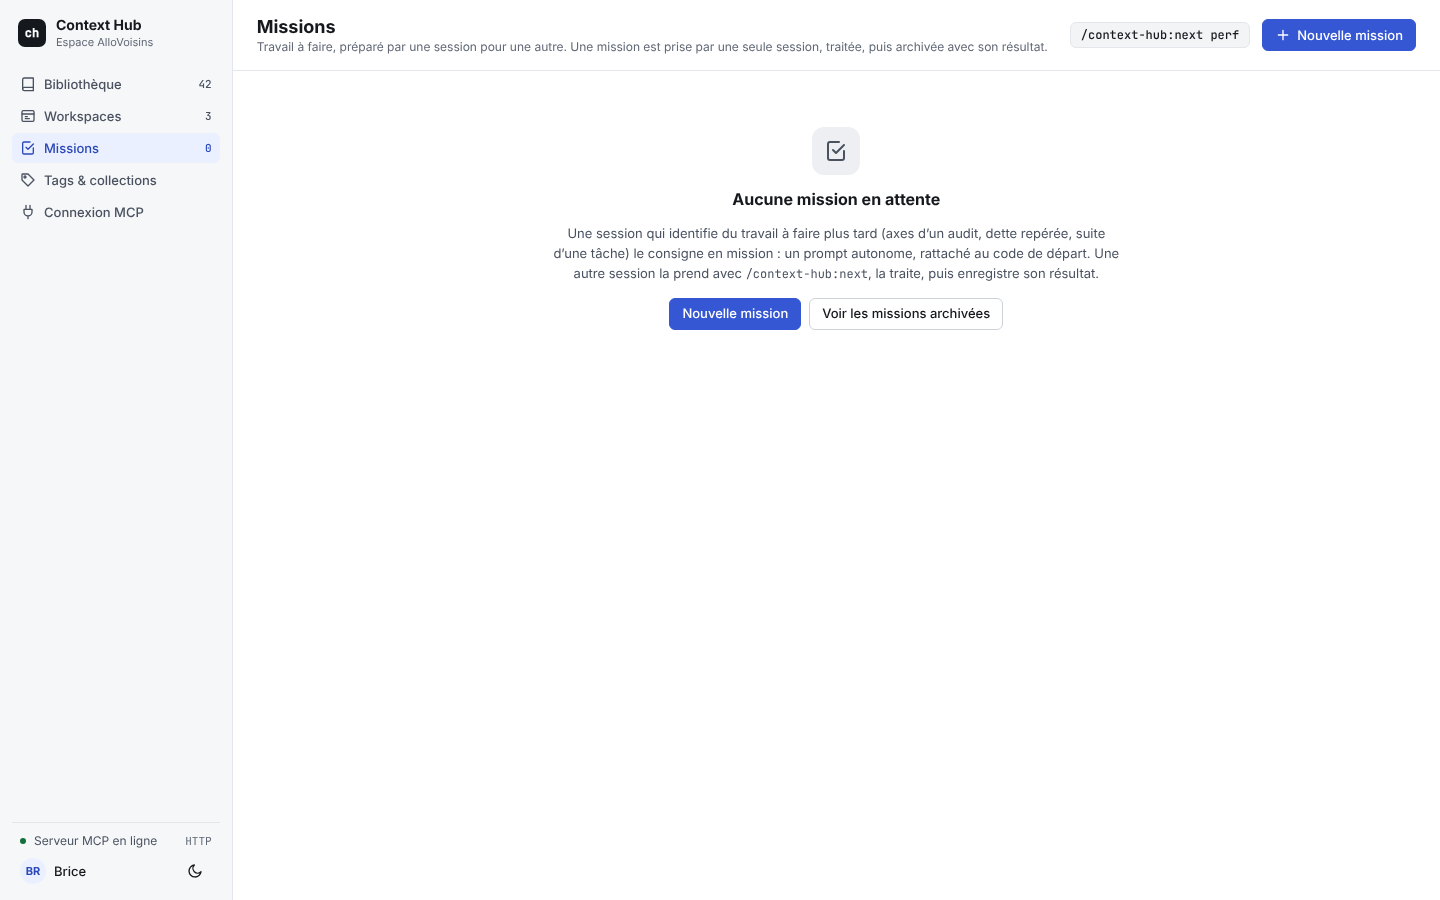 ch
Context Hub
Espace AlloVoisins
Bibliothèque 42
Workspaces 3
Missions 0
Tags & collections
Connexion MCP
Serveur MCP en ligne HTTP
BR Brice
Missions
Travail à faire, préparé par une session pour une autre. Une mission est prise par une seule session, traitée, puis archivée avec son résultat.
/context-hub:next perf
Nouvelle mission
Aucune mission en attente
Une session qui identifie du travail à faire plus tard (axes d’un audit, dette repérée, suite
d’une tâche) le consigne en mission : un prompt autonome, rattaché au code de départ. Une
autre session la prend avec /context-hub:next, la traite, puis enregistre son résultat.
Nouvelle mission
Voir les missions archivées